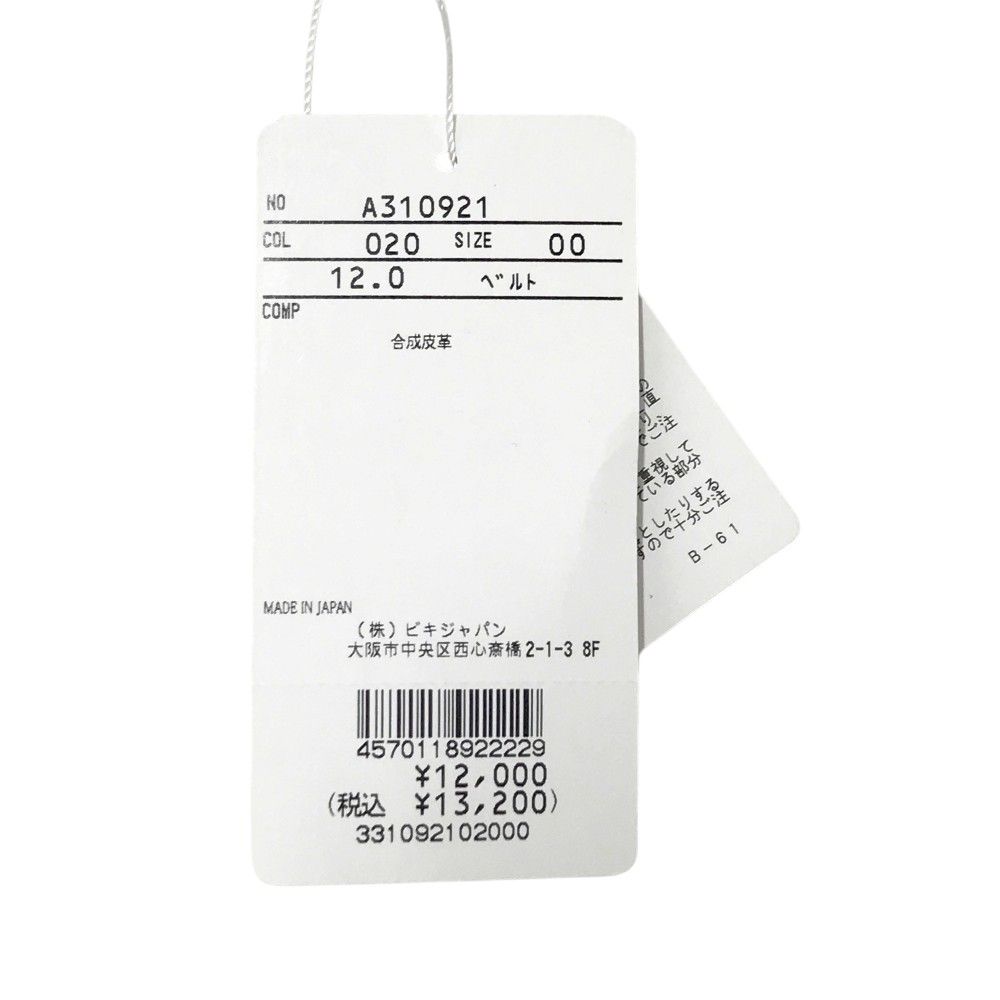 NO A310921
COL 020 SIZE 00
12.0 ベルト
COMP
合成皮革
MADE IN JAPAN
(株)ビキジャパン
大阪市中央区西心斎橋2-1-3 8F
4570118922229
¥12,000
(税込 ¥13,200)
331092102000
の値
可
でご注
重視して
ている部分
としたりする
すので十分ご注
B-61